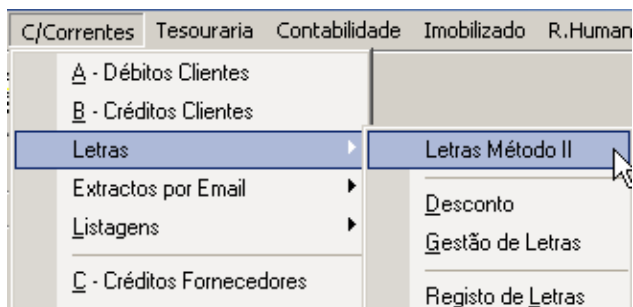 C/Correntes Tesouraria Contabilidade Imobilizado R.Human
A - Débitos Clientes
B - Créditos Clientes
Letras
Extractos por Email
Listagens
C - Créditos Fornecedores
Letras Método II
Desconto
Gestão de Letras
Registo de Letras